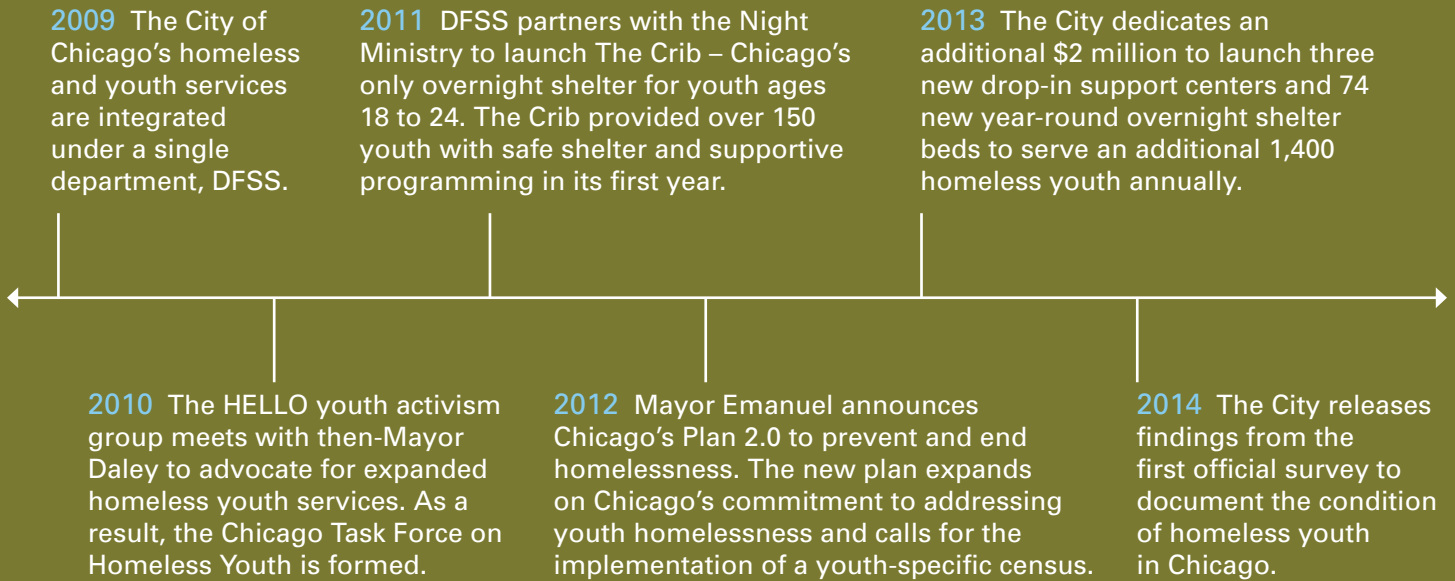 2009 The City of
Chicago’s homeless
and youth services
are integrated
under a single
department, DFSS.
2011 DFSS partners with the Night
Ministry to launch The Crib – Chicago’s
only overnight shelter for youth ages
18 to 24. The Crib provided over 150
youth with safe shelter and supportive
programming in its first year.
2013 The City dedicates an
additional $2 million to launch three
new drop-in support centers and 74
new year-round overnight shelter
beds to serve an additional 1,400
homeless youth annually.
2010 The HELLO youth activism
group meets with then-Mayor
Daley to advocate for expanded
homeless youth services. As a
result, the Chicago Task Force on
Homeless Youth is formed.
2012 Mayor Emanuel announces
Chicago’s Plan 2.0 to prevent and end
homelessness. The new plan expands
on Chicago’s commitment to addressing
youth homelessness and calls for the
implementation of a youth-specific census.
2014 The City releases
findings from the
first official survey to
document the condition
of homeless youth
in Chicago.